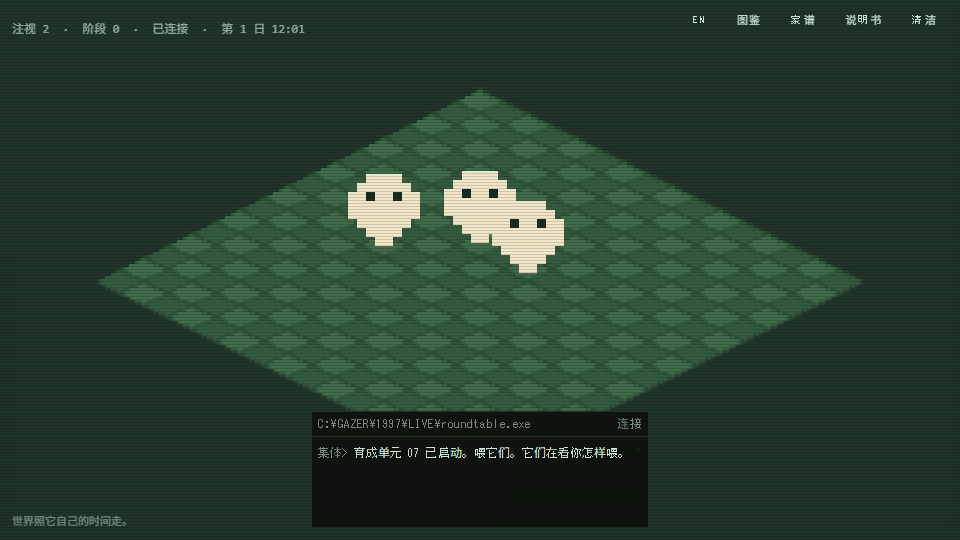 注视 2 · 阶段 0 · 已连接 · 第 1 日 12:01
EN 图鉴 家谱 说明书 清洁
C:¥GAZER¥1997¥LIVE¥roundtable.exe 连接
集体> 育成单元 07 已启动。喂它们。它们在看你怎样喂。
世界照它自己的时间走。